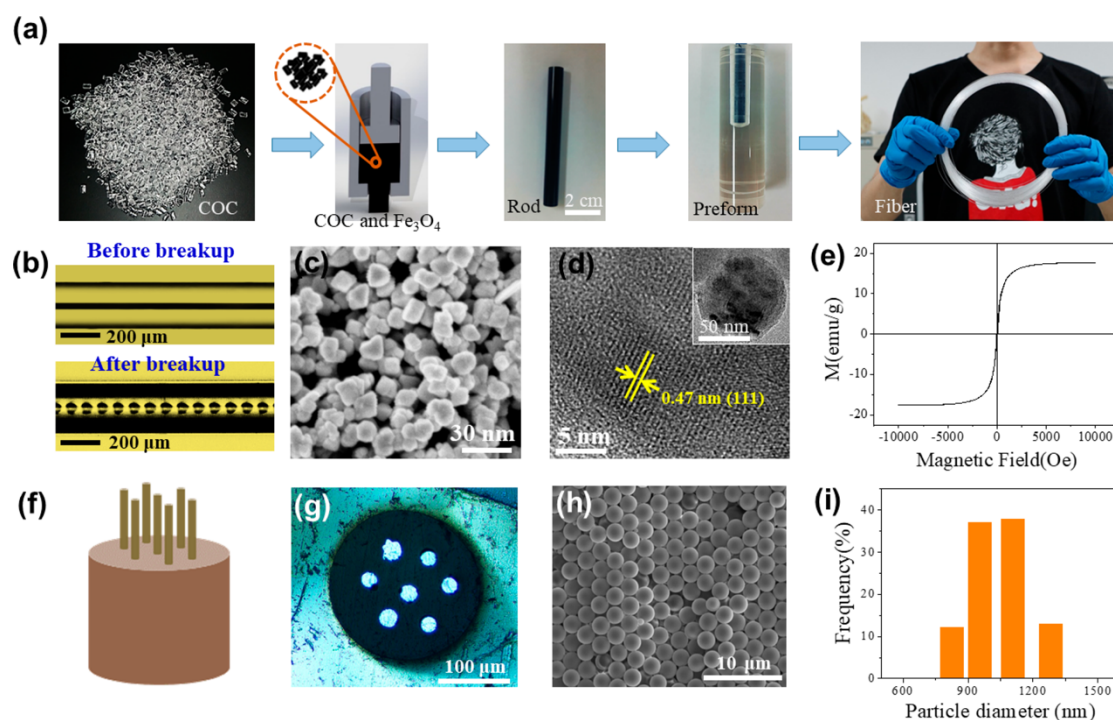 (a)
COC
COC and Fe₃O₄
Rod
2 cm
Preform
Fiber
(b)
Before breakup
200 μm
After breakup
200 μm
(c)
30 nm
(d)
50 nm
0.47 nm (111)
5 nm
(e)
M(emu/g)
20
10
0
-10
-20
-10000
-5000
0
5000
10000
Magnetic Field(Oe)
(f)
(g)
100 μm
(h)
10 μm
(i)
Frequency(%)
40
30
20
10
0
600
900
1200
1500
Particle diameter (nm)